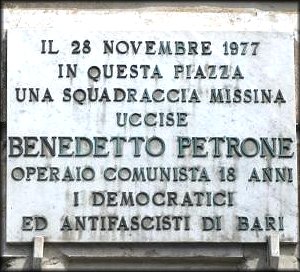 IL 28 NOVEMBRE 1977
IN QUESTA PIAZZA
UNA SQUADRACCIA MISSINA
UCCISE
BENEDETTO PETRONE
OPERAIO COMUNISTA 18 ANNI
I DEMOCRATICI
ED ANTIFASCISTI DI BARI